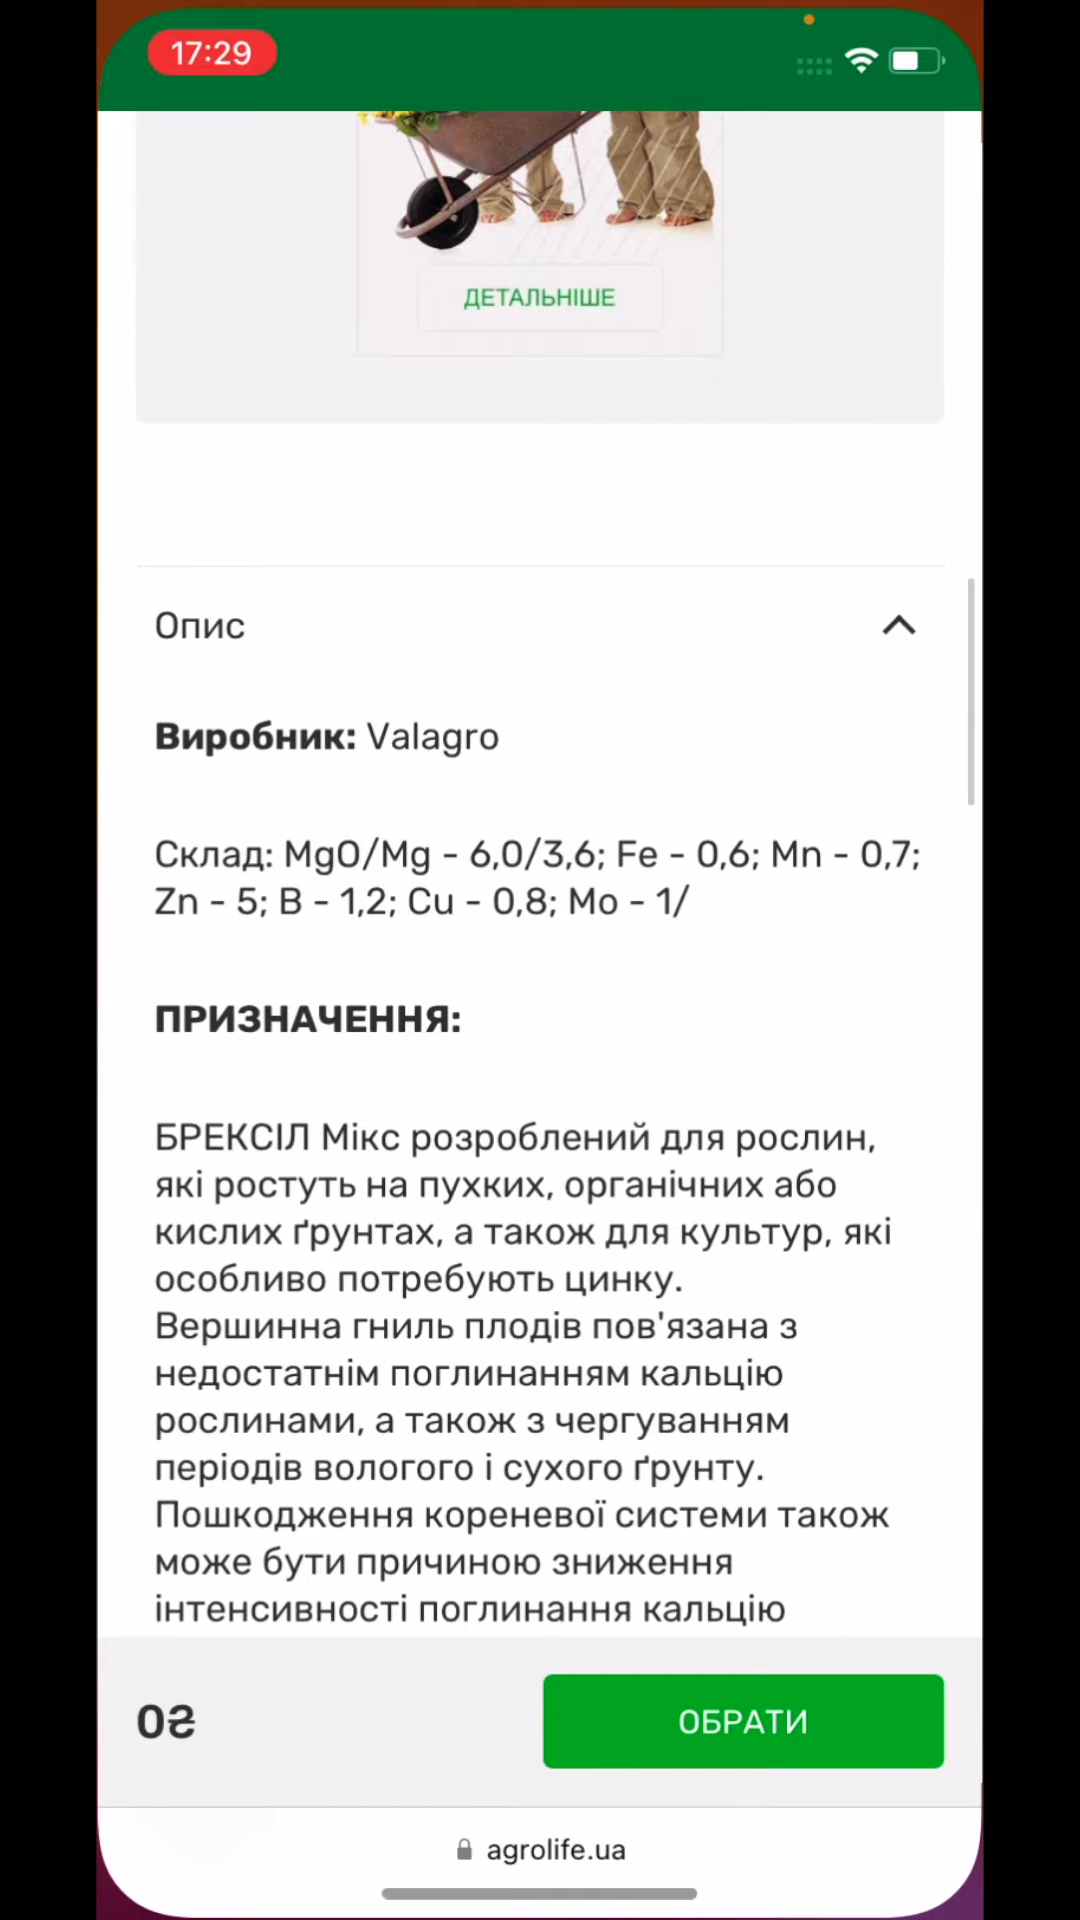 17:29
ДЕТАЛЬНІШЕ
Опис
Виробник: Valagro
Склад: MgO/Mg - 6,0/3,6; Fe - 0,6; Mn - 0,7;
Zn - 5; B - 1,2; Cu - 0,8; Mo - 1/
ПРИЗНАЧЕННЯ:
БРЕКСІЛ Мікс розроблений для рослин,
які ростуть на пухких, органічних або
кислих ґрунтах, а також для культур, які
особливо потребують цинку.
Вершинна гниль плодів пов'язана з
недостатнім поглинанням кальцію
рослинами, а також з чергуванням
періодів вологого і сухого ґрунту.
Пошкодження кореневої системи також
може бути причиною зниження
інтенсивності поглинання кальцію
0₴
ОБРАТИ
agrolife.ua